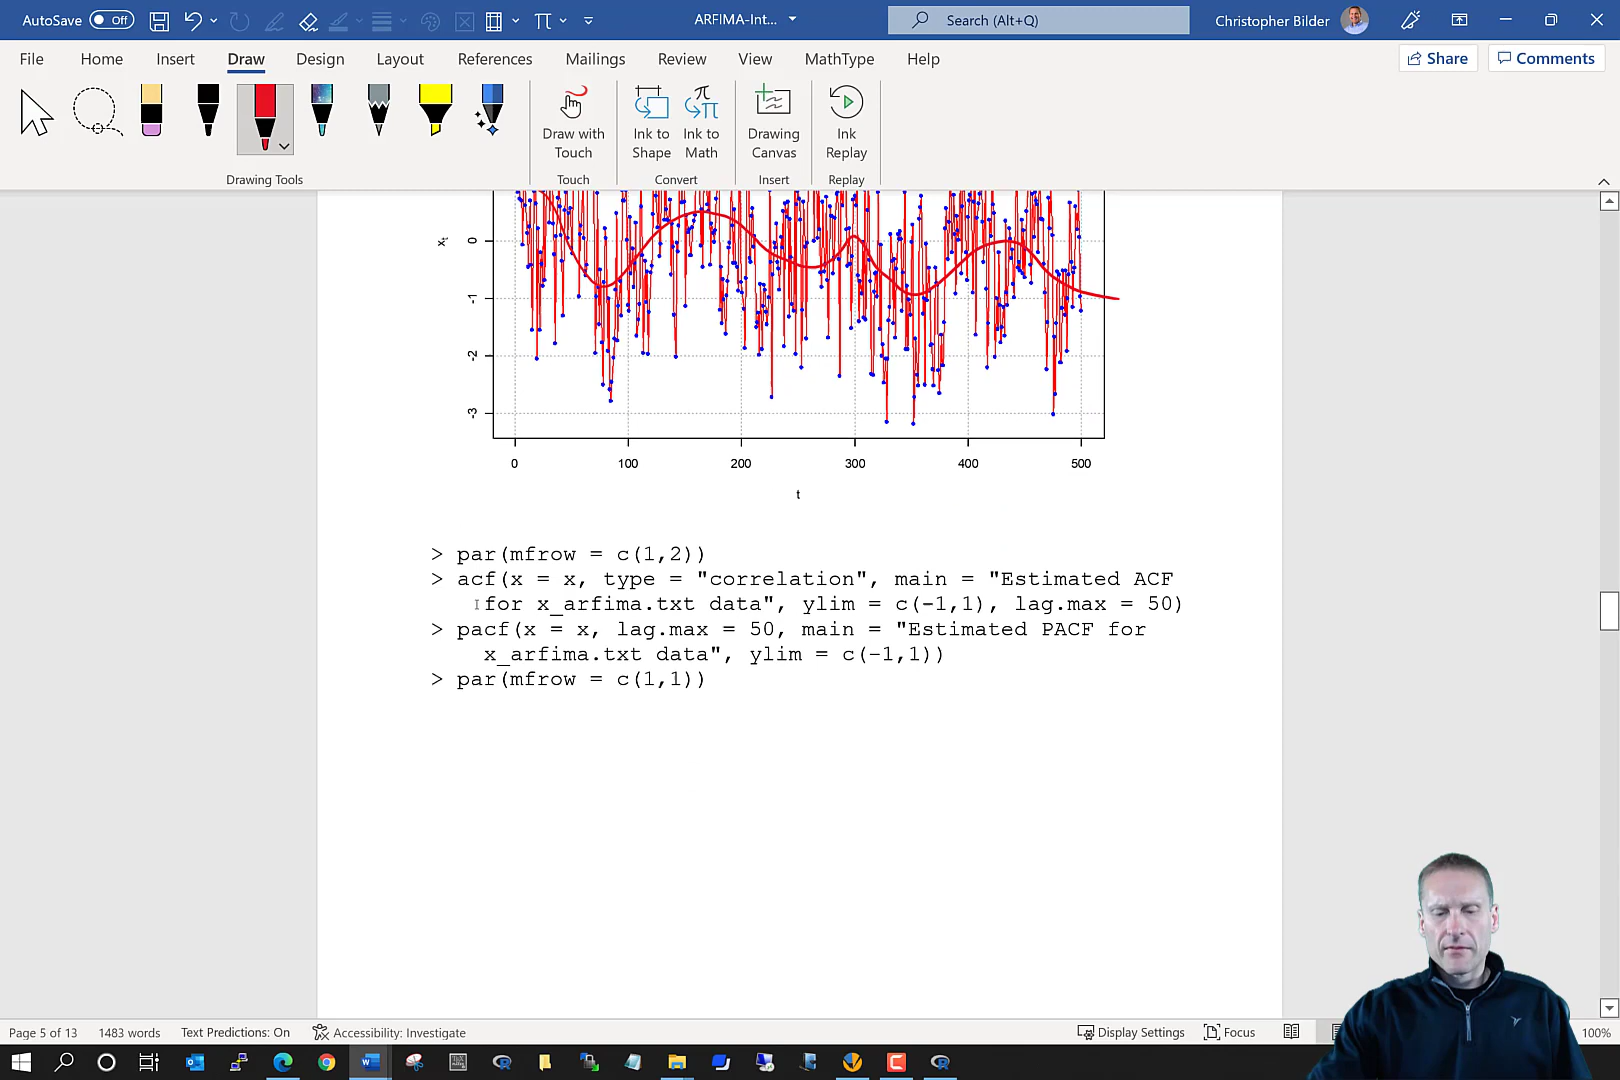 AutoSave Off ARFIMA-Int... Search (Alt+Q) Christopher Bilder
File Home Insert Draw Design Layout References Mailings Review View MathType Help Share Comments
Draw with Touch
Ink to Shape
Ink to Math
Drawing Canvas
Ink Replay
Drawing Tools Touch Convert Insert Replay
xt
0
-1
-2
-3
0 100 200 300 400 500
t
> par(mfrow = c(1,2))
> acf(x = x, type = "correlation", main = "Estimated ACF
for x_arfima.txt data", ylim = c(-1,1), lag.max = 50)
> pacf(x = x, lag.max = 50, main = "Estimated PACF for
x_arfima.txt data", ylim = c(-1,1))
> par(mfrow = c(1,1))
Page 5 of 13 1483 words Text Predictions: On Accessibility: Investigate Display Settings Focus 100%